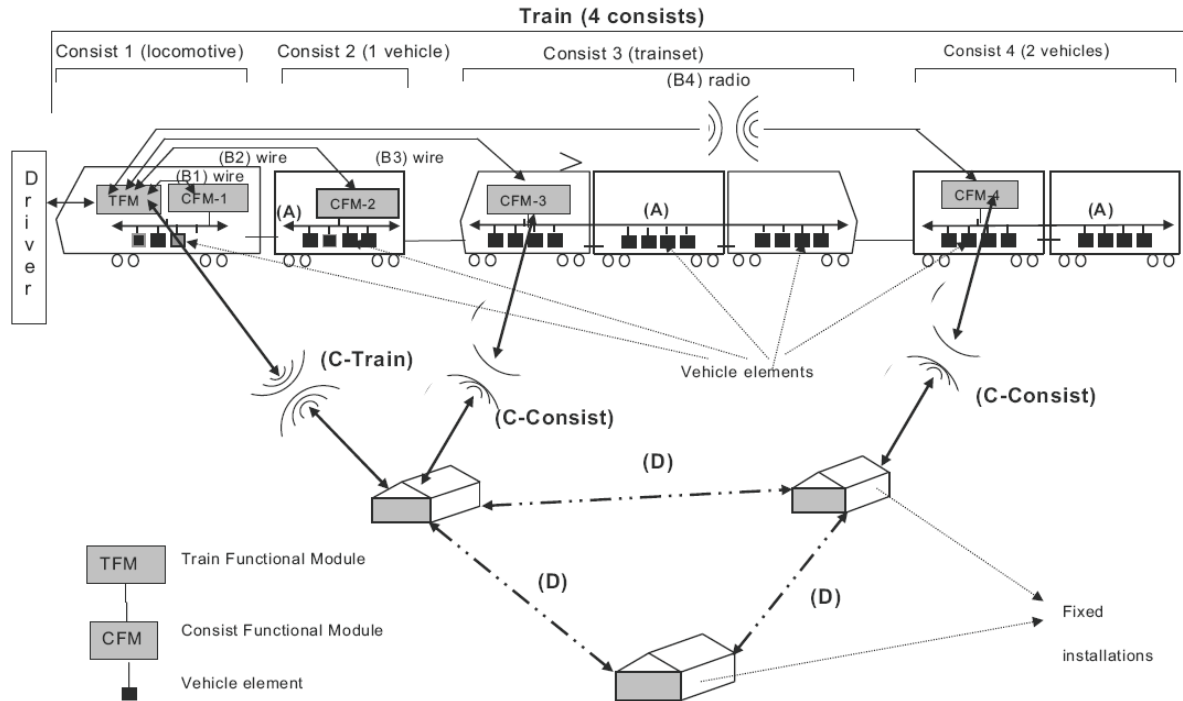 Train (4 consists)
Consist 1 (locomotive)
Consist 2 (1 vehicle)
Consist 3 (trainset)
Consist 4 (2 vehicles)
(B4) radio
Driver
(B2) wire
(B3) wire
(B1) wire
TFM
CFM-1
CFM-2
CFM-3
CFM-4
(A)
(A)
(A)
(C-Train)
Vehicle elements
(C-Consist)
(C-Consist)
(D)
(D)
(D)
TFM
Train Functional Module
CFM
Consist Functional Module
Vehicle element
Fixed
installations